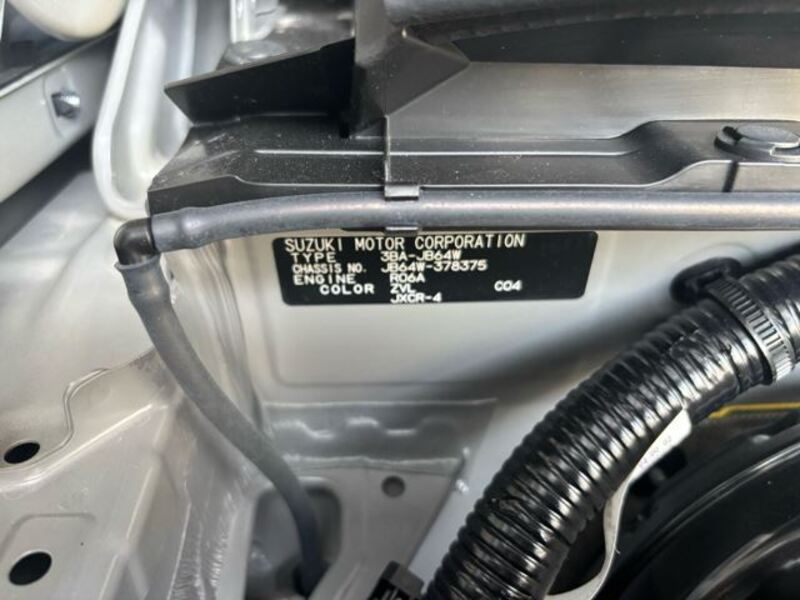 SUZUKI MOTOR CORPORATION
TYPE 3BA-JB64W
CHASSIS NO. JB64W-378375
ENGINE R06A
COLOR ZVL C04
JXCR-4